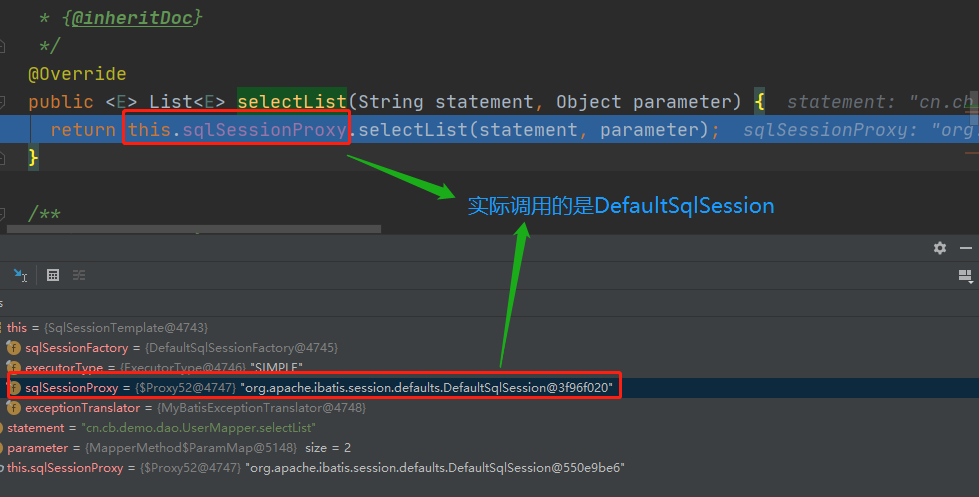 * {@inheritDoc}
*/
@Override
public <E> List<E> selectList(String statement, Object parameter) {  statement: "cn.cb
return this.sqlSessionProxy.selectList(statement, parameter);  sqlSessionProxy: "org.
}
实际调用的是DefaultSqlSession
/**
s
this = {SqlSessionTemplate@4743}
f sqlSessionFactory = {DefaultSqlSessionFactory@4745}
f executorType = {ExecutorType@4746} "SIMPLE"
f sqlSessionProxy = {$Proxy52@4747} "org.apache.ibatis.session.defaults.DefaultSqlSession@3f96f020"
f exceptionTranslator = {MyBatisExceptionTranslator@4748}
statement = "cn.cb.demo.dao.UserMapper.selectList"
parameter = {MapperMethod$ParamMap@5148}  size = 2
this.sqlSessionProxy = {$Proxy52@4747} "org.apache.ibatis.session.defaults.DefaultSqlSession@550e9be6"